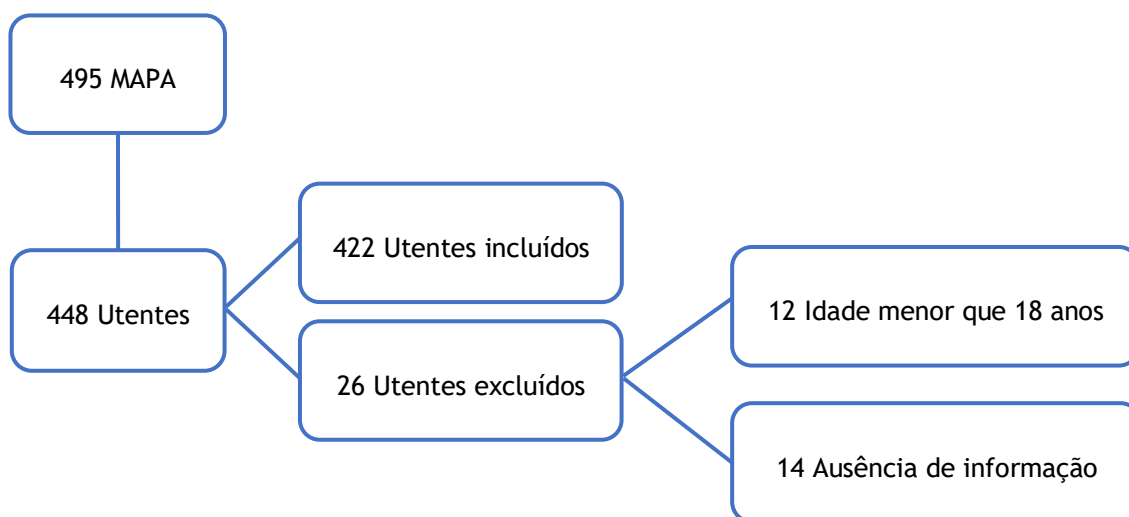 495 MAPA
448 Utentes
422 Utentes incluídos
26 Utentes excluídos
12 Idade menor que 18 anos
14 Ausência de informação